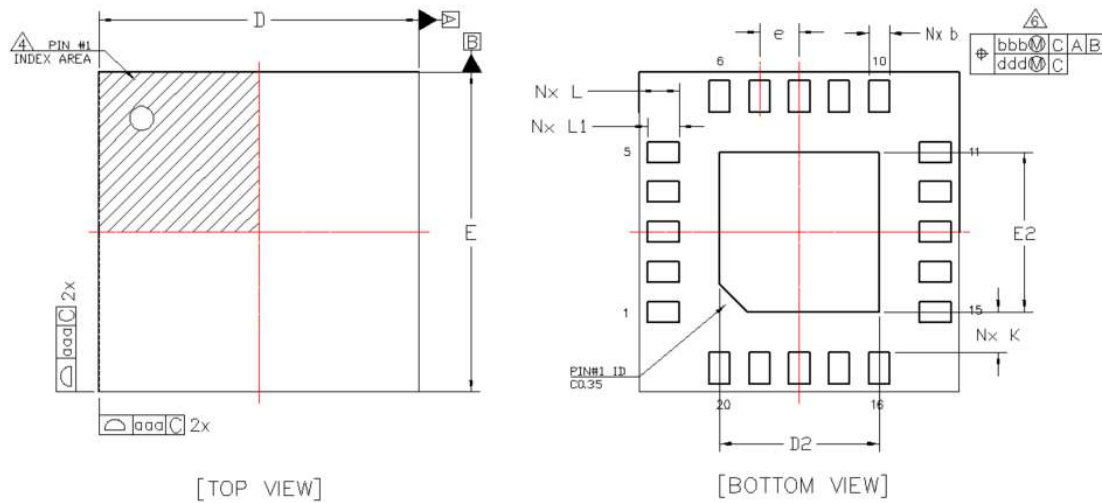 D
A
4 PIN #1
INDEX AREA
B
E
aaa C 2x
aaa C 2x
[TOP VIEW]
e
Nx b
6
bbb Ⓜ C A B
ddd Ⓜ C
6
10
Nx L
Nx L1
5
11
E2
1
15
Nx K
PIN#1 ID
C0.35
20
16
D2
[BOTTOM VIEW]